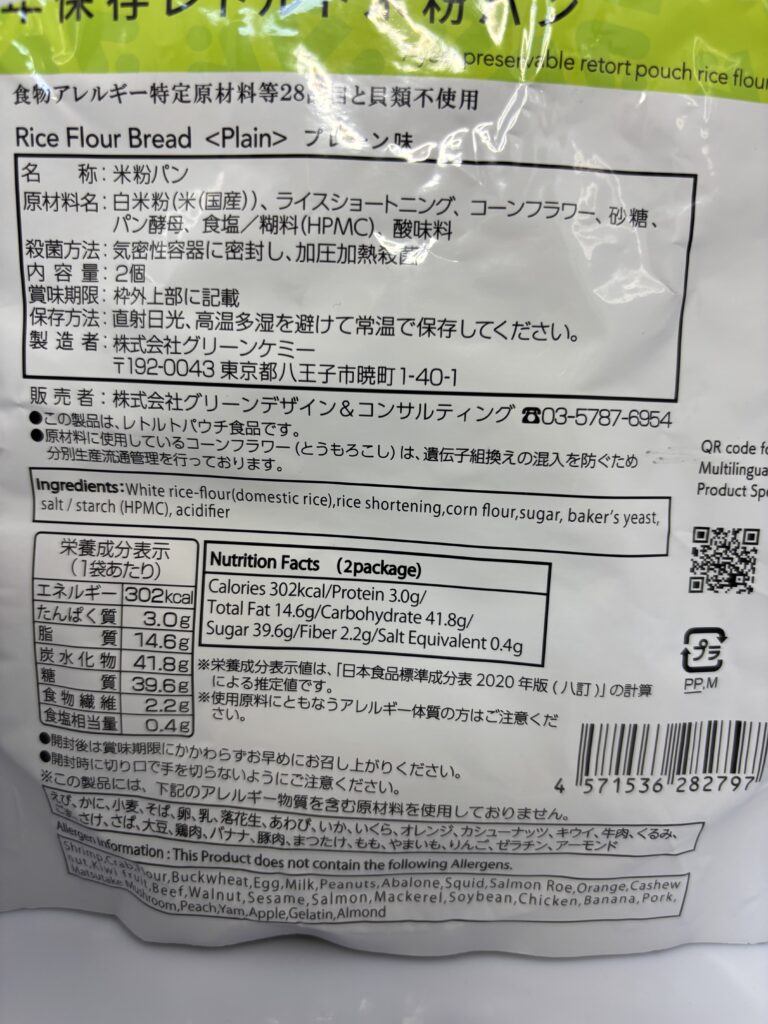 年保存レトルト米粉パン
preservable retort pouch rice flour
食物アレルギー特定原材料等28品目と貝類不使用
Rice Flour Bread <Plain> プレーン味
名　　称：米粉パン
原材料名：白米粉(米(国産))、ライスショートニング、コーンフラワー、砂糖、
パン酵母、食塩／糊料(HPMC)、酸味料
殺菌方法：気密性容器に密封し、加圧加熱殺菌
内 容 量：2個
賞味期限：枠外上部に記載
保存方法：直射日光、高温多湿を避けて常温で保存してください。
製 造 者：株式会社グリーンケミー
〒192-0043 東京都八王子市暁町1-40-1
販 売 者：株式会社グリーンデザイン＆コンサルティング ☎03-5787-6954
●この製品は、レトルトパウチ食品です。
●原材料に使用しているコーンフラワー(とうもろこし)は、遺伝子組換えの混入を防ぐため
分別生産流通管理を行っております。
QR code fo
Multilingua
Product Spe
Ingredients:White rice-flour(domestic rice),rice shortening,corn flour,sugar, baker's yeast,
salt / starch (HPMC), acidifier
栄養成分表示
(1袋あたり)
エネルギー 302kcal
たんぱく質 3.0g
脂　　質 14.6g
炭水化物 41.8g
糖　　質 39.6g
食物繊維 2.2g
食塩相当量 0.4g
Nutrition Facts (2package)
Calories 302kcal/Protein 3.0g/
Total Fat 14.6g/Carbohydrate 41.8g/
Sugar 39.6g/Fiber 2.2g/Salt Equivalent 0.4g
※栄養成分表示値は、「日本食品標準成分表 2020 年版 (八訂)」の計算
による推定値です。
※使用原料にともなうアレルギー体質の方はご注意くだ
さい。
プラ
PP.M
●開封後は賞味期限にかかわらずお早めにお召し上がりください。
●開封時に切り口で手を切らないようにご注意ください。
4 571536 282797
※この製品には、下記のアレルギー物質を含む原材料を使用しておりません。
えび、かに、小麦、そば、卵、乳、落花生、あわび、いか、いくら、オレンジ、カシューナッツ、キウイ、牛肉、くるみ、
ごま、さけ、さば、大豆、鶏肉、バナナ、豚肉、まつたけ、もも、やまいも、りんご、ゼラチン、アーモンド
Allergen Information : This Product does not contain the following Allergens.
Shrimp,Crab,Flour,Buckwheat,Egg,Milk,Peanuts,Abalone,Squid,Salmon Roe,Orange,Cashew
nut,Kiwi fruit,Beef,Walnut,Sesame,Salmon,Mackerel,Soybean,Chicken,Banana,Pork,
Matsutake Mushroom,Peach,Yam,Apple,Gelatin,Almond